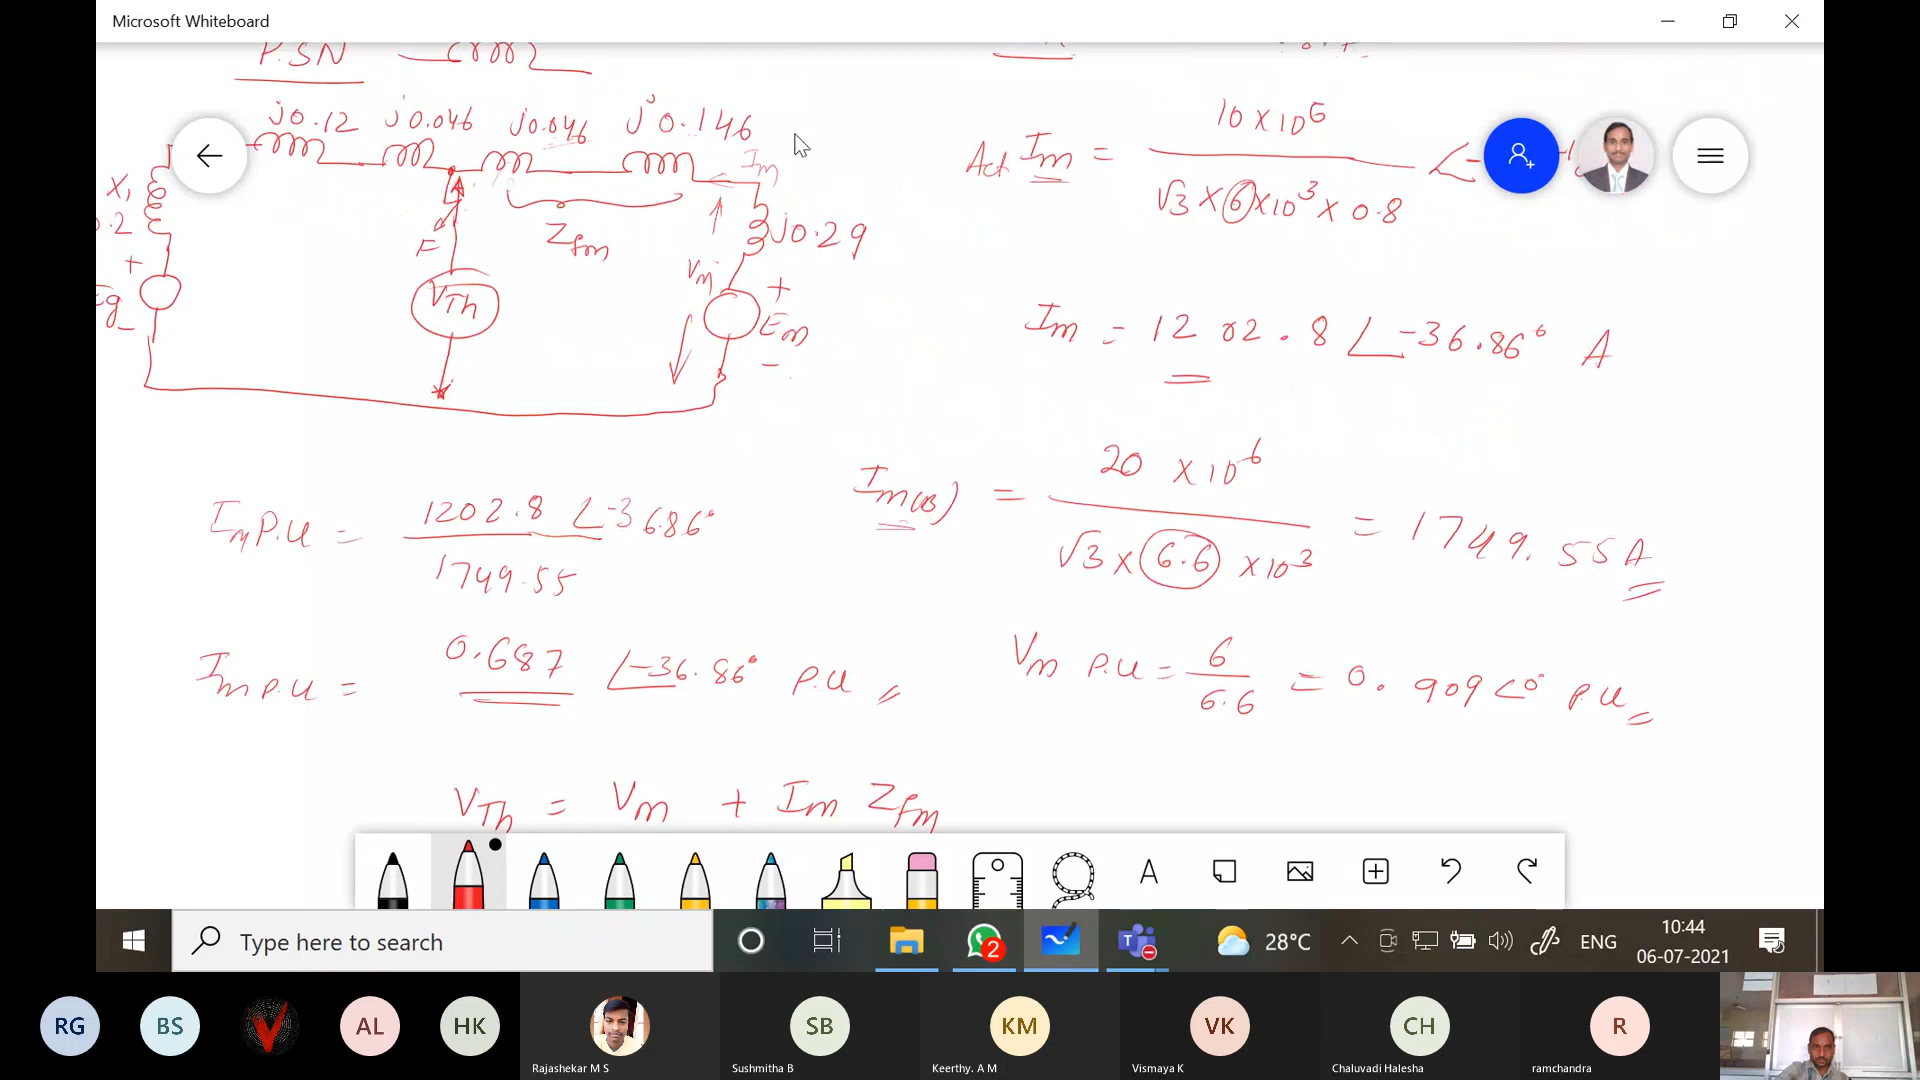 Microsoft Whiteboard
P.SN
j0.12 j0.046 j0.046 j0.146
Im
X1
0.2
+
Eg
-
F
VTh
Zfm
Vm
j0.29
+
Em
-
Act Im = 10 × 10^6
√3 × 6 × 10^3 × 0.8
∠-
Im = 1202.8 ∠-36.86° A
Im(B) = 20 × 10^6
√3 × 6.6 × 10^3
= 1749.55 A
Im P.U = 1202.8 ∠-36.86°
1749.55
Im P.U = 0.687 ∠-36.86° P.U
Vm P.U = 6
6.6
= 0.909 ∠0° P.U
VTh = Vm + Im Zfm
A
Type here to search
2
28°C
ENG
10:44
06-07-2021
RG
BS
AL
HK
SB
KM
VK
CH
R
Rajashekar M S
Sushmitha B
Keerthy. A M
Vismaya K
Chaluvadi Halesha
ramchandra